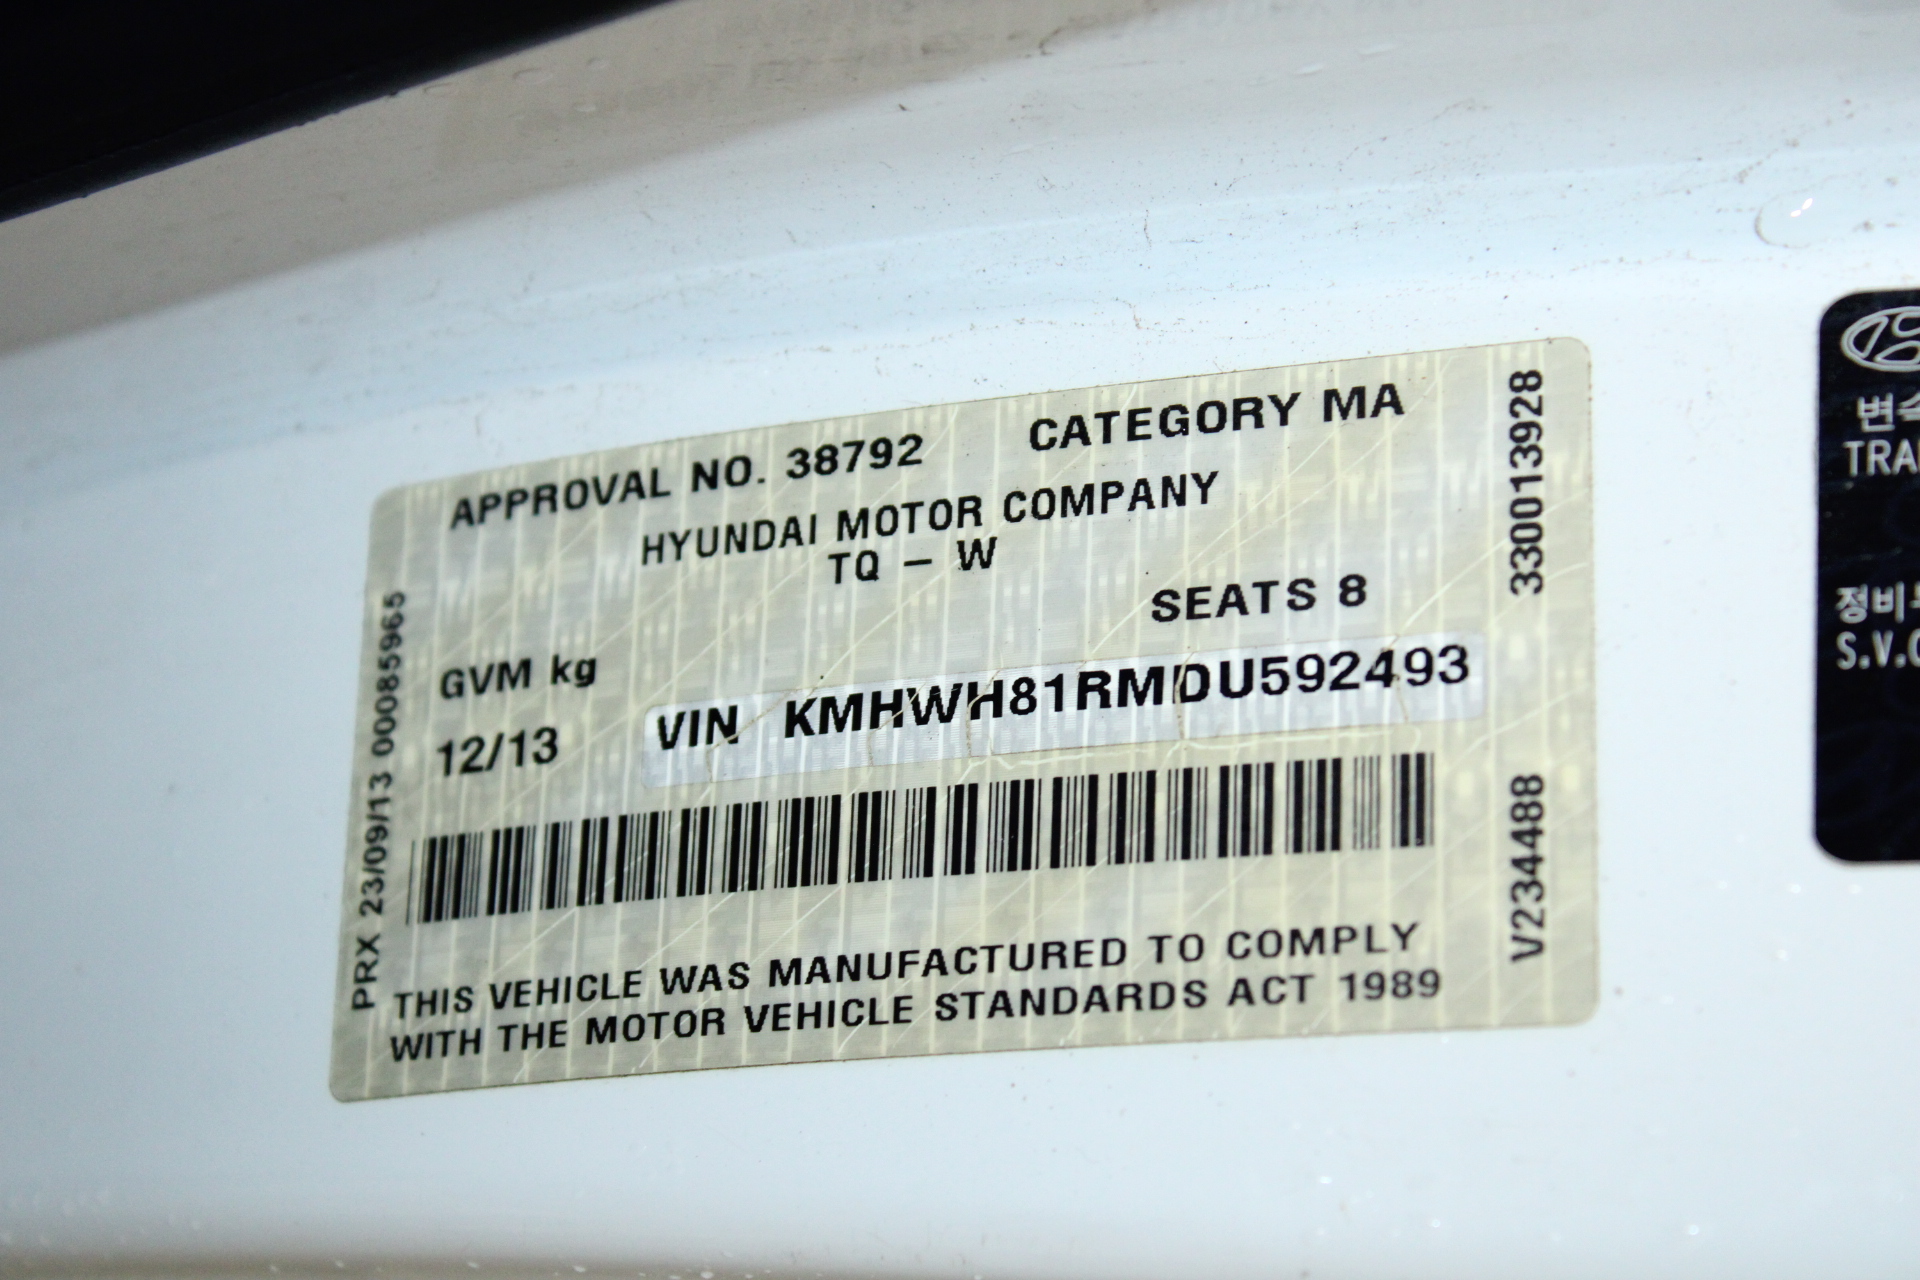 APPROVAL NO. 38792 CATEGORY MA
HYUNDAI MOTOR COMPANY
TQ – W
SEATS 8
GVM kg
12/13 VIN KMHWH81RMDU592493
THIS VEHICLE WAS MANUFACTURED TO COMPLY
WITH THE MOTOR VEHICLE STANDARDS ACT 1989
PRX 23/09/13 00085965
V234488 3300139928
변속
TRA
정비
S.V.C